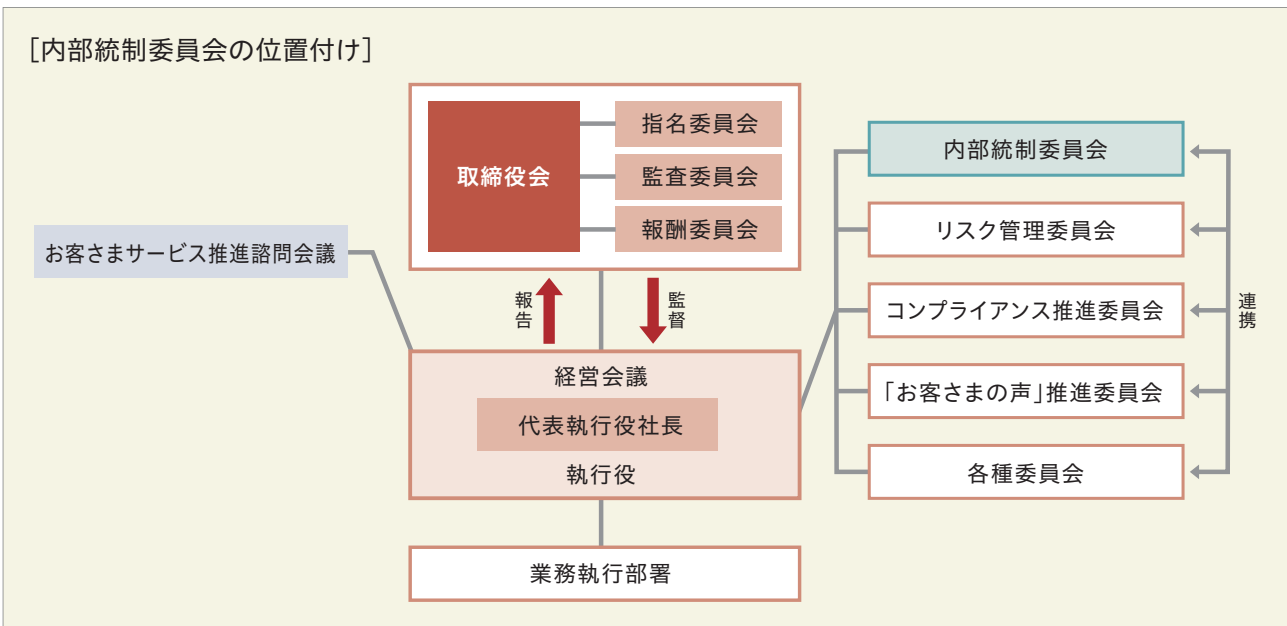 ［内部統制委員会の位置付け］
取締役会
指名委員会
監査委員会
報酬委員会
お客さまサービス推進諮問会議
報告
監督
経営会議
代表執行役社長
執行役
業務執行部署
内部統制委員会
リスク管理委員会
コンプライアンス推進委員会
「お客さまの声」推進委員会
各種委員会
連携